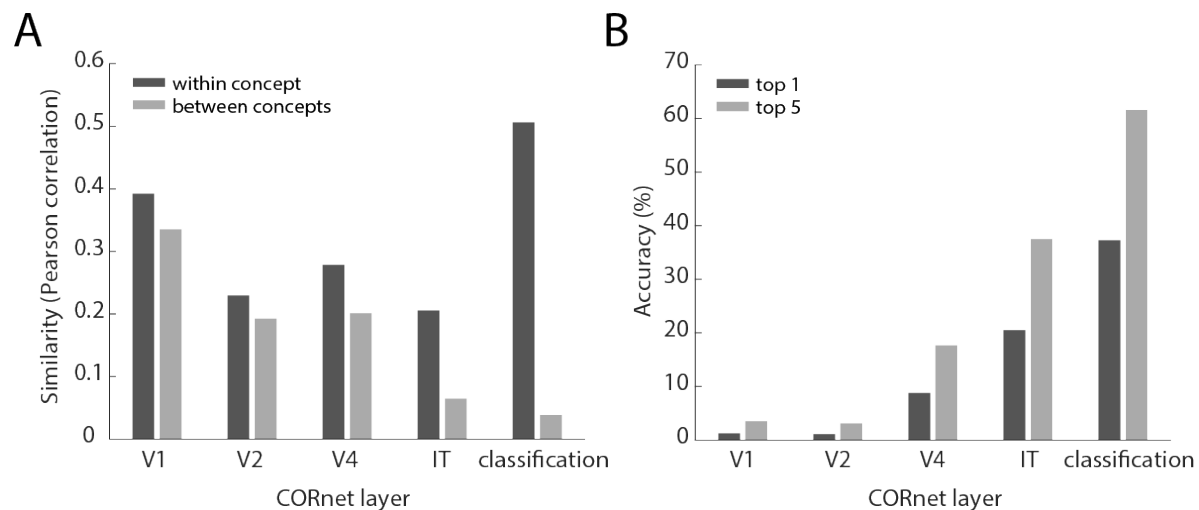 A
0.6
0.5
0.4
0.3
0.2
0.1
0
Similarity (Pearson correlation)
within concept
between concepts
V1 V2 V4 IT classification
CORnet layer
B
70
60
50
40
30
20
10
0
Accuracy (%)
top 1
top 5
V1 V2 V4 IT classification
CORnet layer